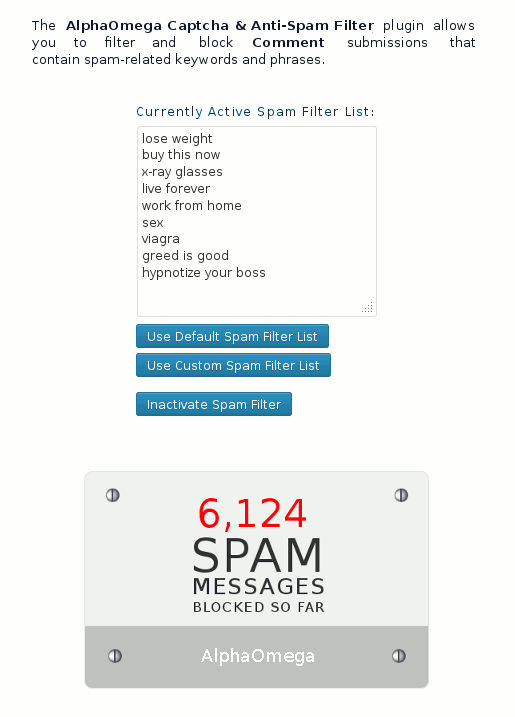 The AlphaOmega Captcha & Anti-Spam Filter plugin allows
you to filter and block Comment submissions that
contain spam-related keywords and phrases.
Currently Active Spam Filter List:
lose weight
buy this now
x-ray glasses
live forever
work from home
sex
viagra
greed is good
hypnotize your boss
Use Default Spam Filter List
Use Custom Spam Filter List
Inactivate Spam Filter
6,124
SPAM
MESSAGES
BLOCKED SO FAR
AlphaOmega